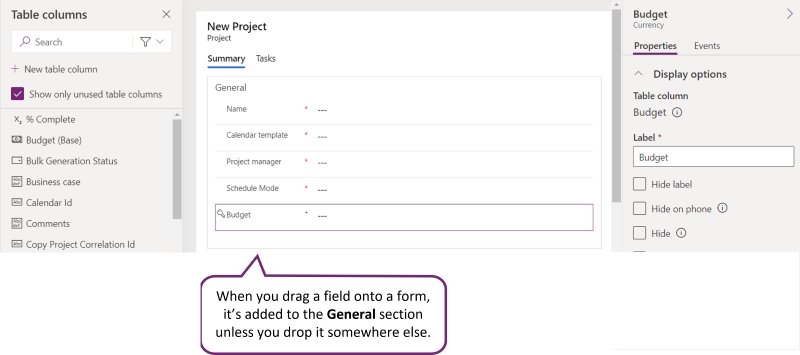 Table columns
Search
New table column
Show only unused table columns
% Complete
Budget (Base)
Bulk Generation Status
Business case
Calendar Id
Comments
Copy Project Correlation Id
New Project
Project
Summary Tasks
General
Name * ---
Calendar template * ---
Project manager * ---
Schedule Mode * ---
Budget * ---
When you drag a field onto a form,
it's added to the General section
unless you drop it somewhere else.
Budget
Currency
Properties Events
Display options
Table column
Budget
Label *
Budget
Hide label
Hide on phone
Hide